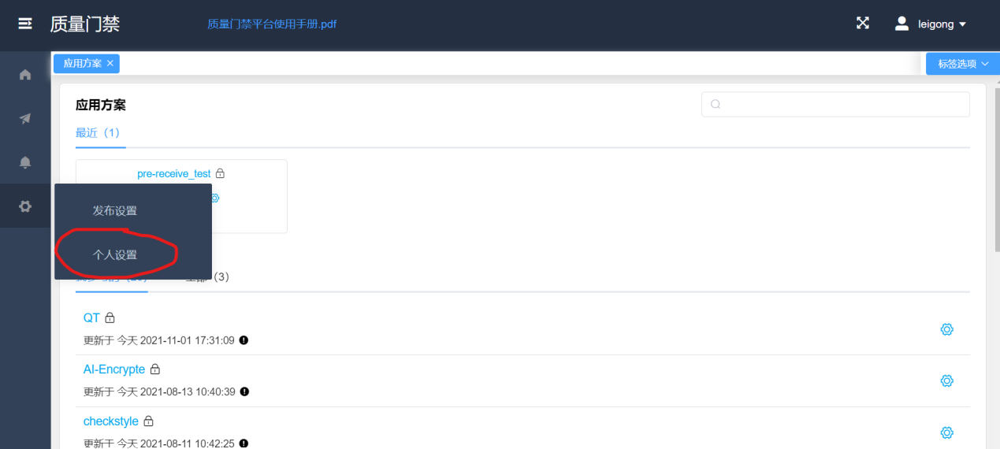 质量门禁
质量门禁平台使用手册.pdf
leigong
应用方案
标签选项
应用方案
最近（1）
pre-receive_test
发布设置
个人设置
（3）
QT
更新于 今天 2021-11-01 17:31:09
AI-Encrypte
更新于 今天 2021-08-13 10:40:39
checkstyle
更新于 今天 2021-08-11 10:42:25